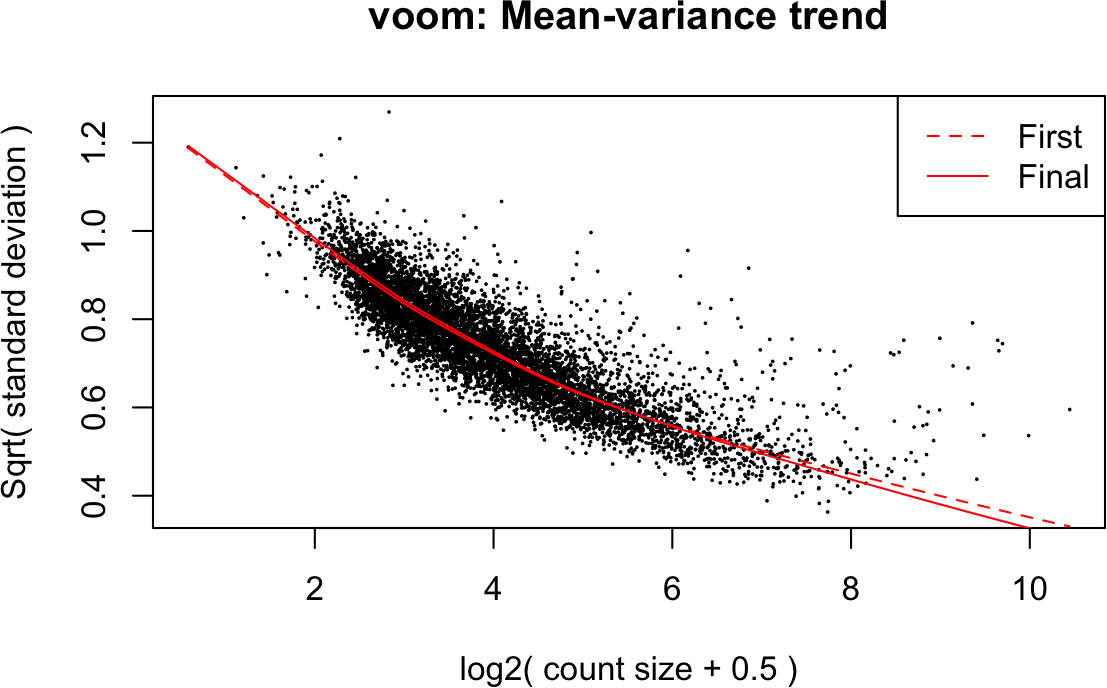 voom: Mean-variance trend
Sqrt( standard deviation )
1.2
1.0
0.8
0.6
0.4
First
Final
2 4 6 8 10
log2( count size + 0.5 )